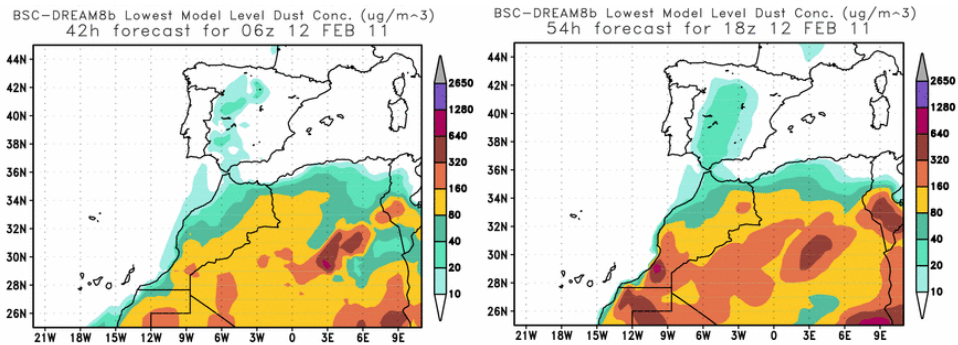 BSC-DREAM8b Lowest Model Level Dust Conc. (ug/m^3)
42h forecast for 06z 12 FEB 11
44N
42N
40N
38N
36N
34N
32N
30N
28N
26N
21W 18W 15W 12W 9W 6W 3W 0 3E 6E 9E
2650
1280
640
320
160
80
40
20
10
BSC-DREAM8b Lowest Model Level Dust Conc. (ug/m^3)
54h forecast for 18z 12 FEB 11
44N
42N
40N
38N
36N
34N
32N
30N
28N
26N
21W 18W 15W 12W 9W 6W 3W 0 3E 6E 9E
2650
1280
640
320
160
80
40
20
10